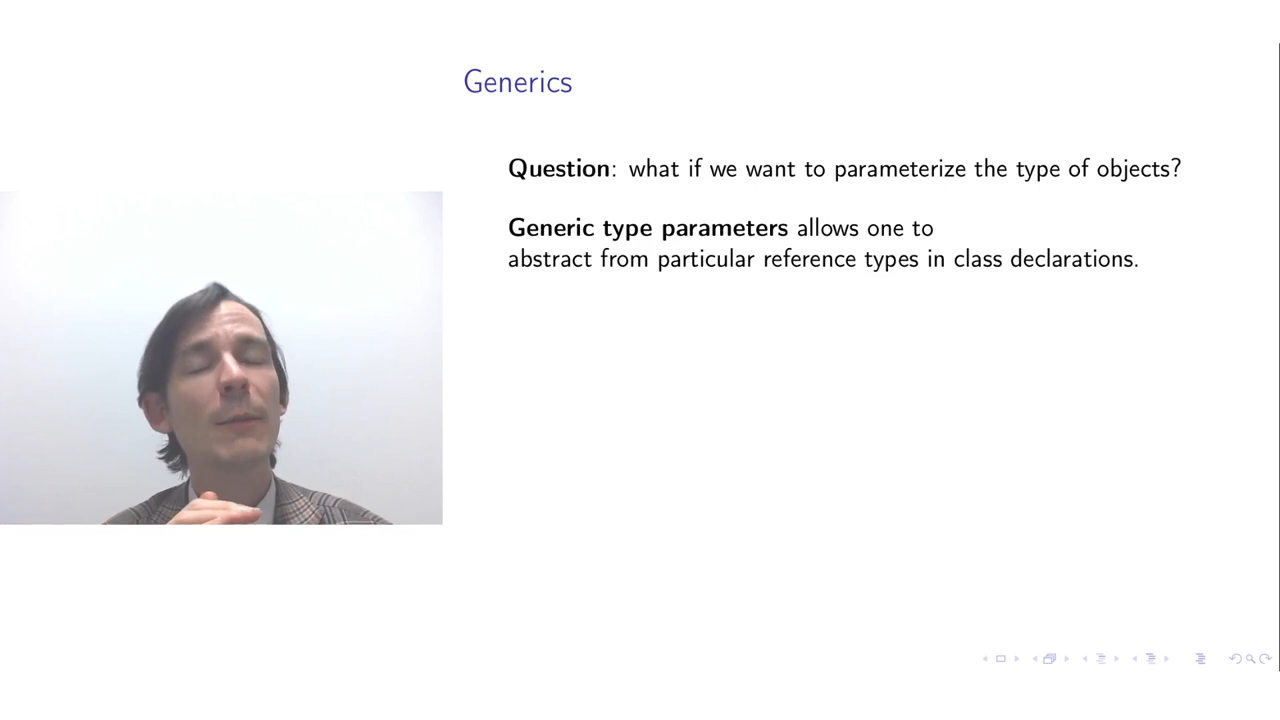 Generics
Question: what if we want to parameterize the type of objects?
Generic type parameters allows one to
abstract from particular reference types in class declarations.